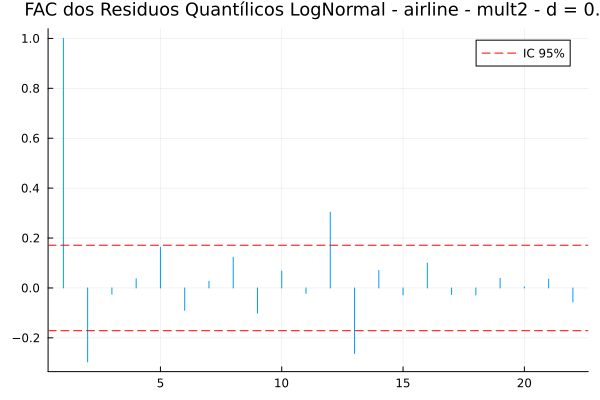 FAC dos Residuos Quantílicos LogNormal - airline - mult2 - d = 0.
IC 95%
1.0
0.8
0.6
0.4
0.2
0.0
−0.2
5 10 15 20